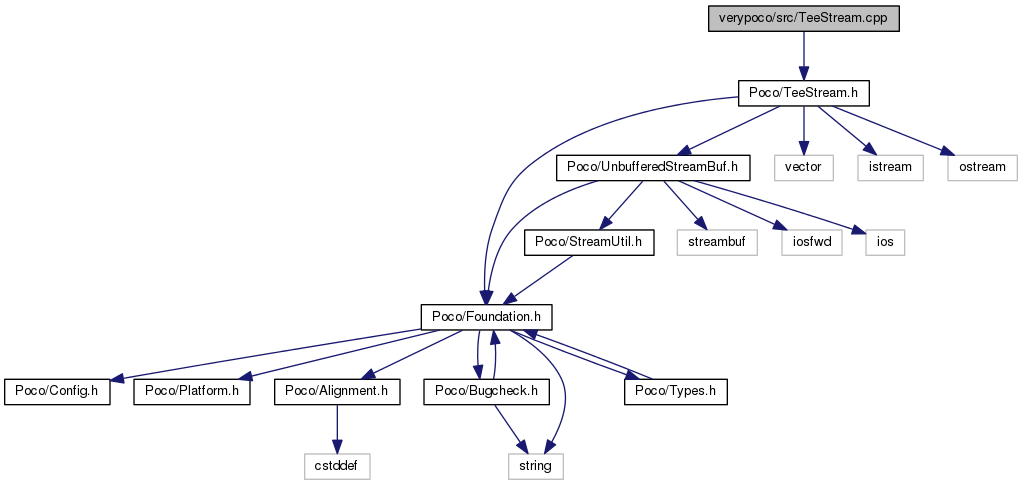 verypoco/src/TeeStream.cpp
Poco/TeeStream.h
Poco/UnbufferedStreamBuf.h
vector
istream
ostream
Poco/StreamUtil.h
streambuf
iosfwd
ios
Poco/Foundation.h
Poco/Config.h
Poco/Platform.h
Poco/Alignment.h
Poco/Bugcheck.h
Poco/Types.h
cstddef
string